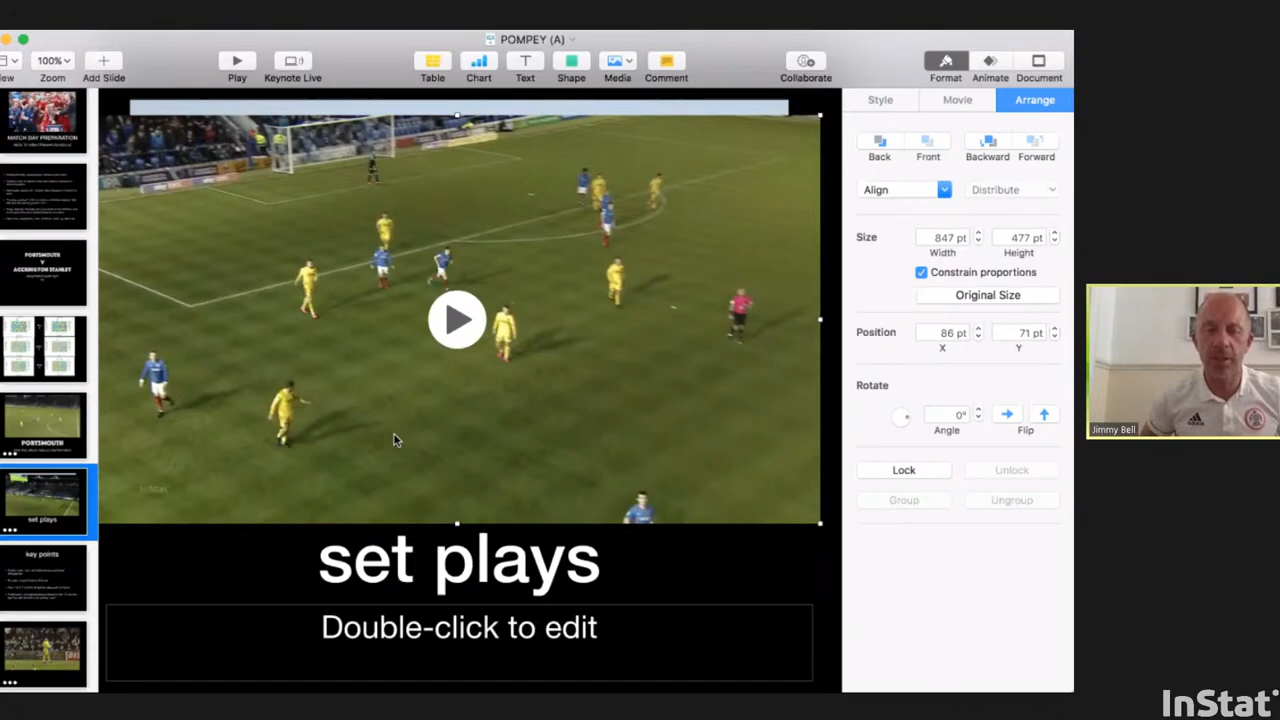 POMPEY (A)
ew
100%
Zoom
Add Slide
Play
Keynote Live
Table
Chart
Text
Shape
Media
Comment
Collaborate
Format
Animate
Document
Style
Movie
Arrange
Back
Front
Backward
Forward
Align
Distribute
Size
847 pt
477 pt
Width
Height
Constrain proportions
Original Size
Position
86 pt
71 pt
X
Y
Rotate
0°
Angle
Flip
Lock
Unlock
Group
Ungroup
MATCH DAY PREPARATION
PORTSMOUTH
V
ACCRINGTON STANLEY
PORTSMOUTH
set plays
key points
InStat
set plays
Double-click to edit
Jimmy Bell
InStat